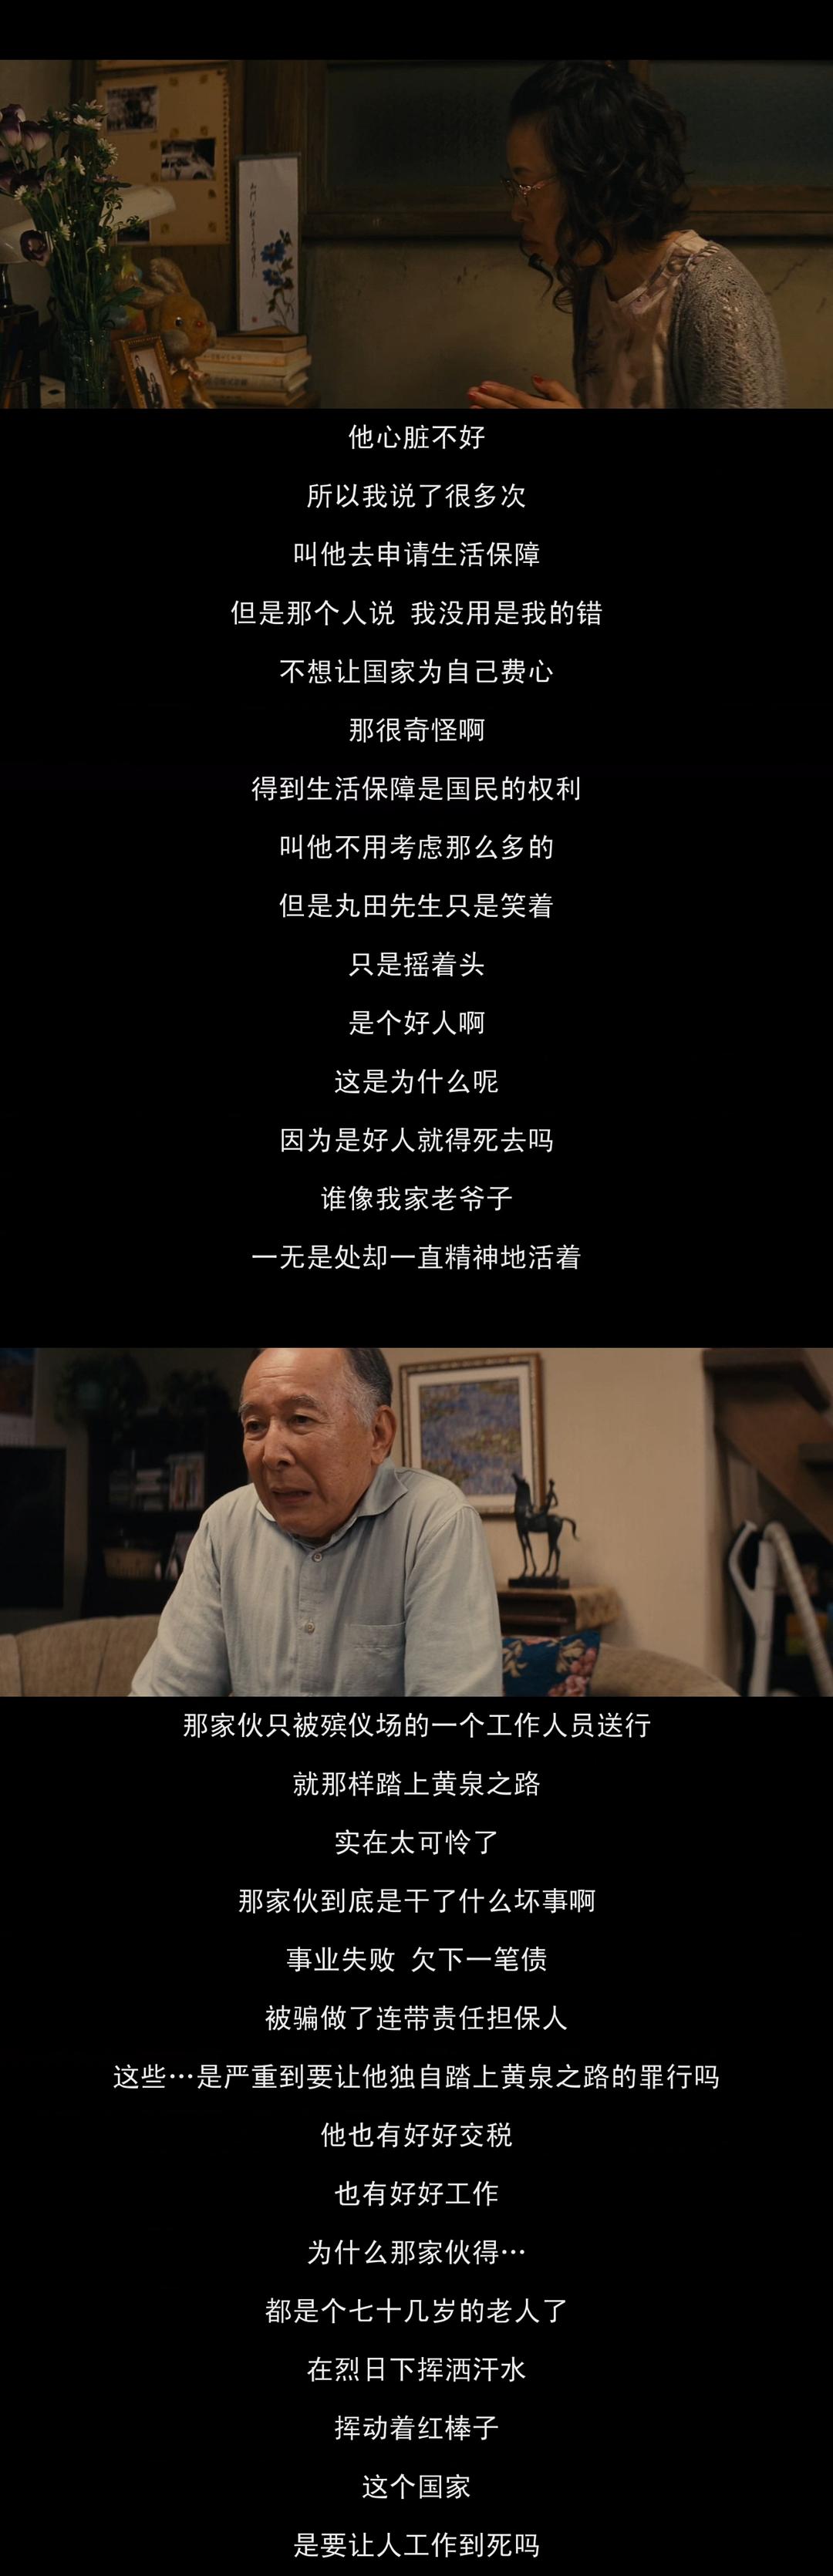 他心脏不好
所以我说了很多次
叫他去申请生活保障
但是那个人说 我没用是我的错
不想让国家为自己费心
那很奇怪啊
得到生活保障是国民的权利
叫他不用考虑那么多的
但是丸田先生只是笑着
只是摇着头
是个好人啊
这是为什么呢
因为是好人就得死去吗
谁像我家老爷子
一无是处却一直精神地活着
那家伙只被殡仪场的一个工作人员送行
就那样踏上黄泉之路
实在太可怜了
那家伙到底是干了什么坏事啊
事业失败 欠下一笔债
被骗做了连带责任担保人
这些…是严重到要让他独自踏上黄泉之路的罪行吗
他也有好好交税
也有好好工作
为什么那家伙得…
都是个七十几岁的老人了
在烈日下挥洒汗水
挥动着红棒子
这个国家
是要让人工作到死吗